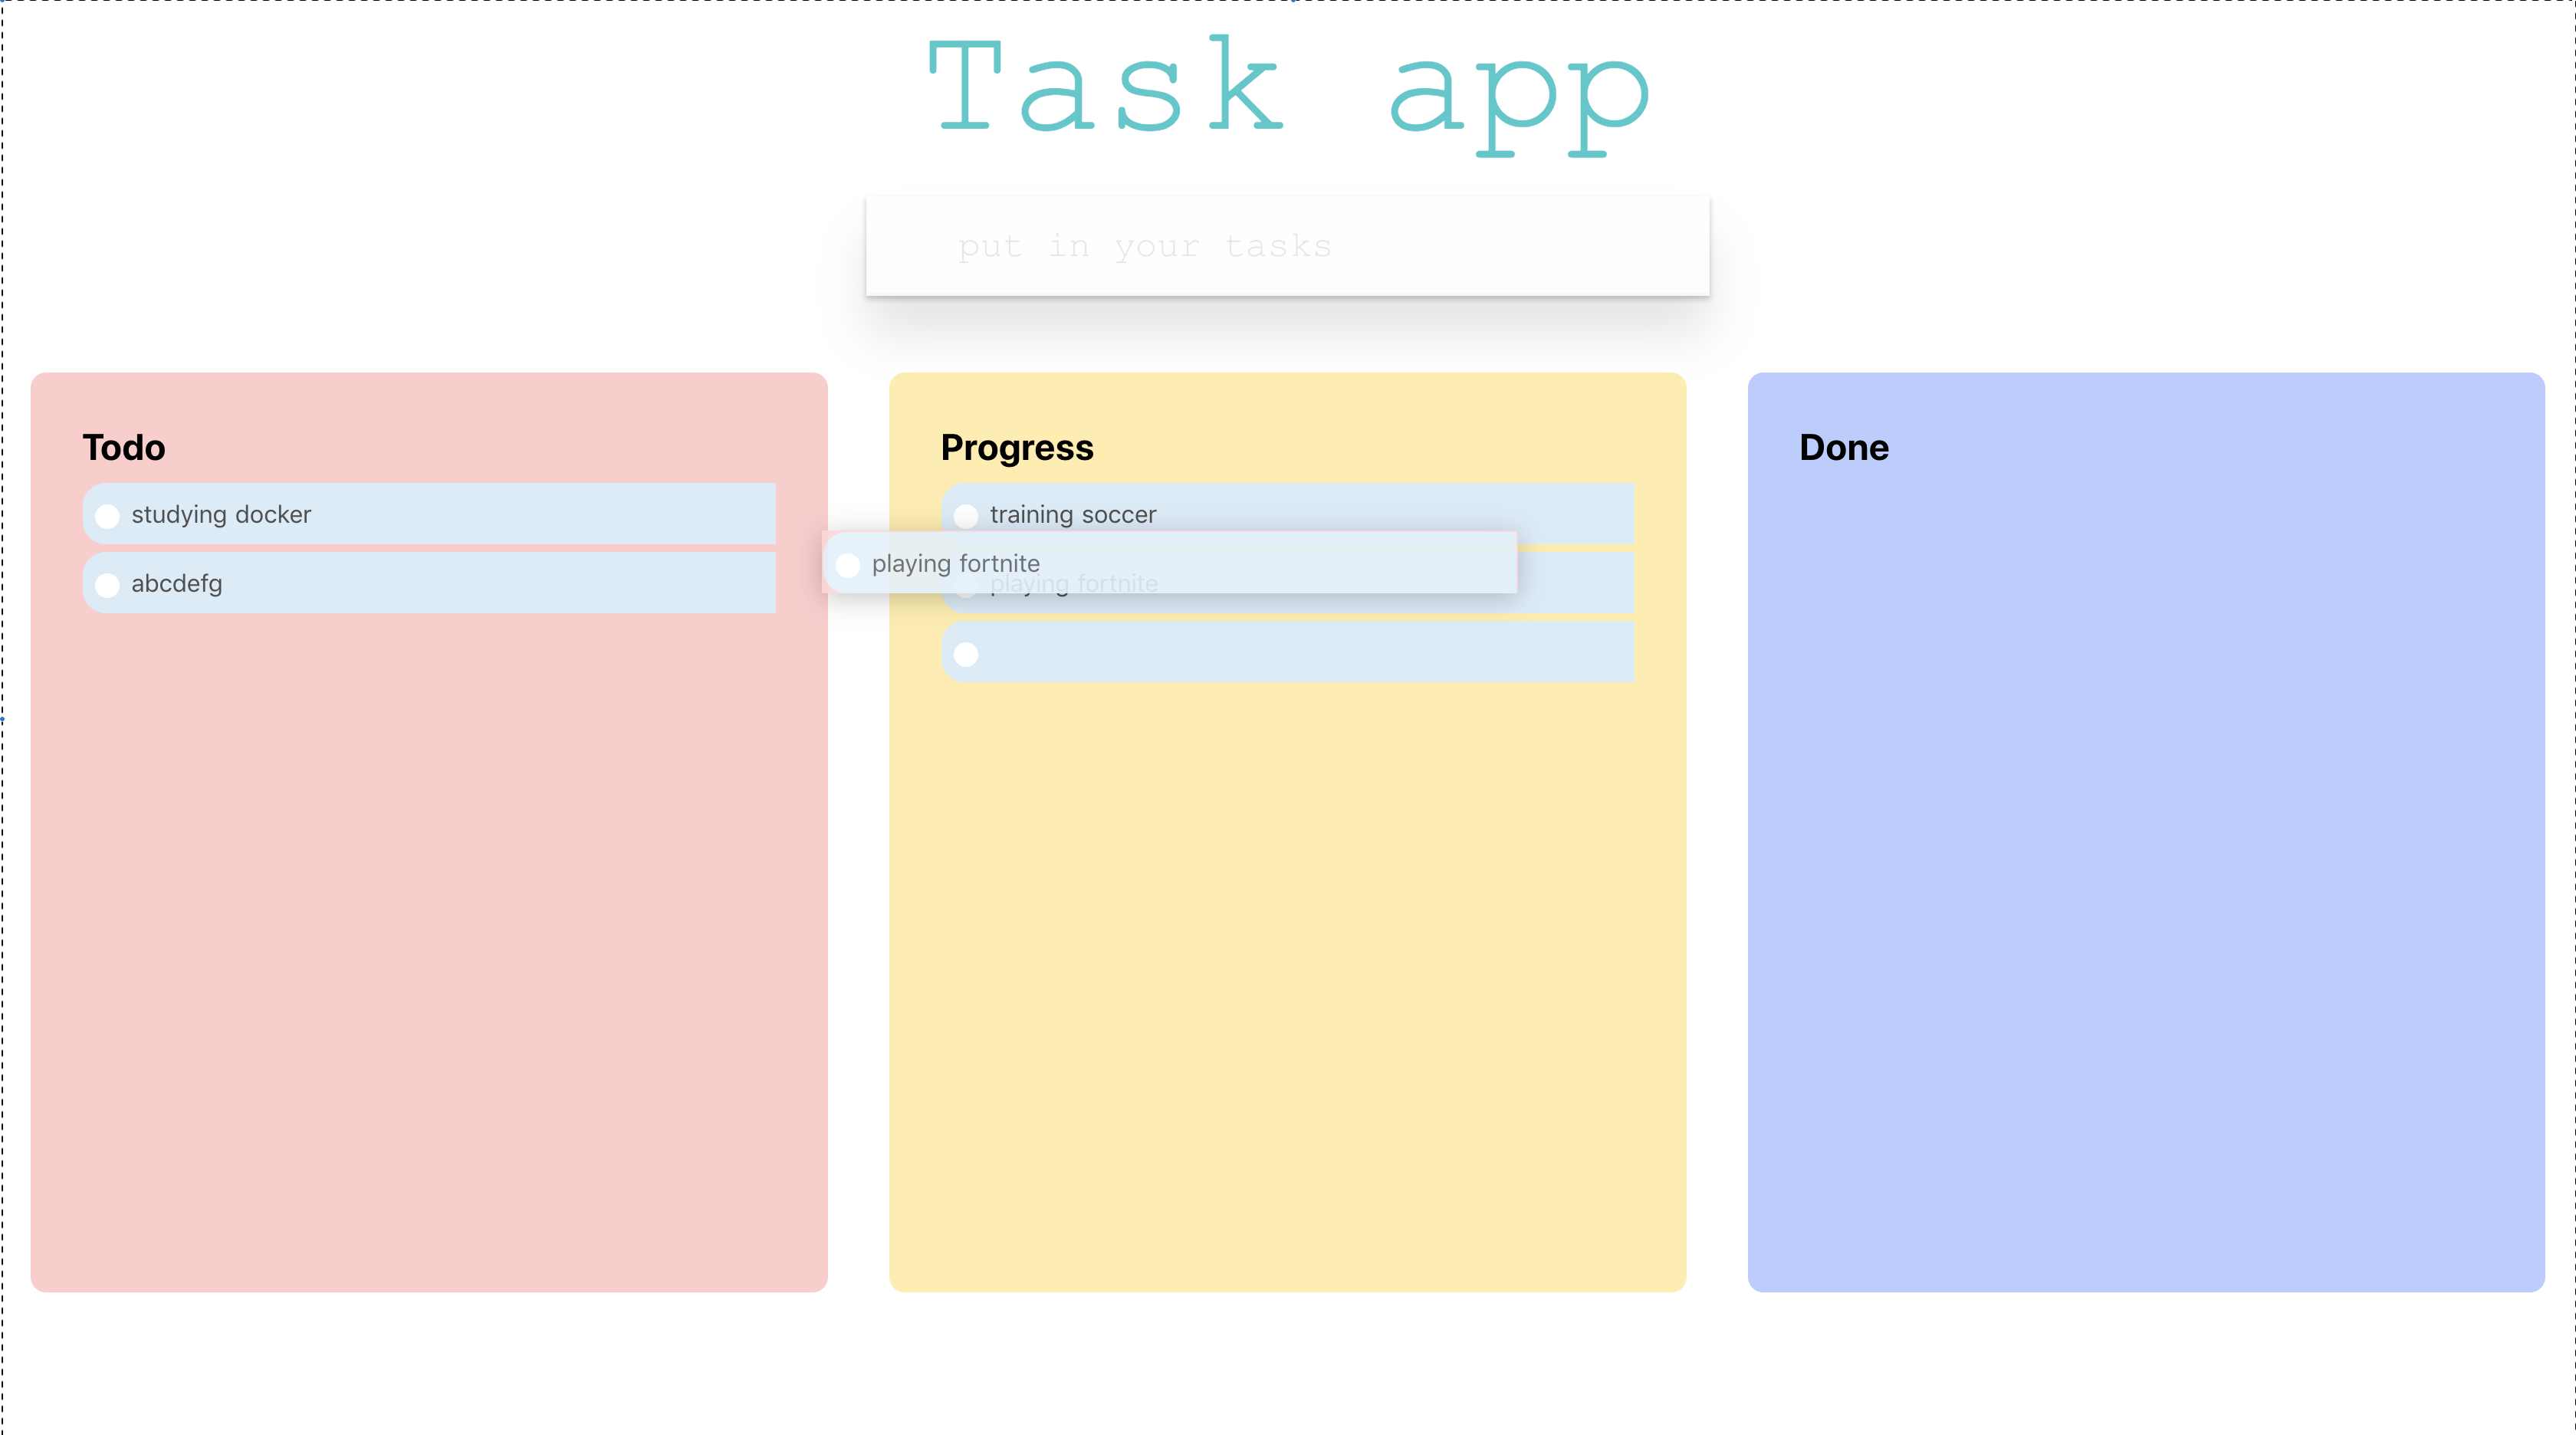 Task app
put in your tasks
Todo
studying docker
abcdefg
Progress
training soccer
playing fortnite
playing fortnite
Done